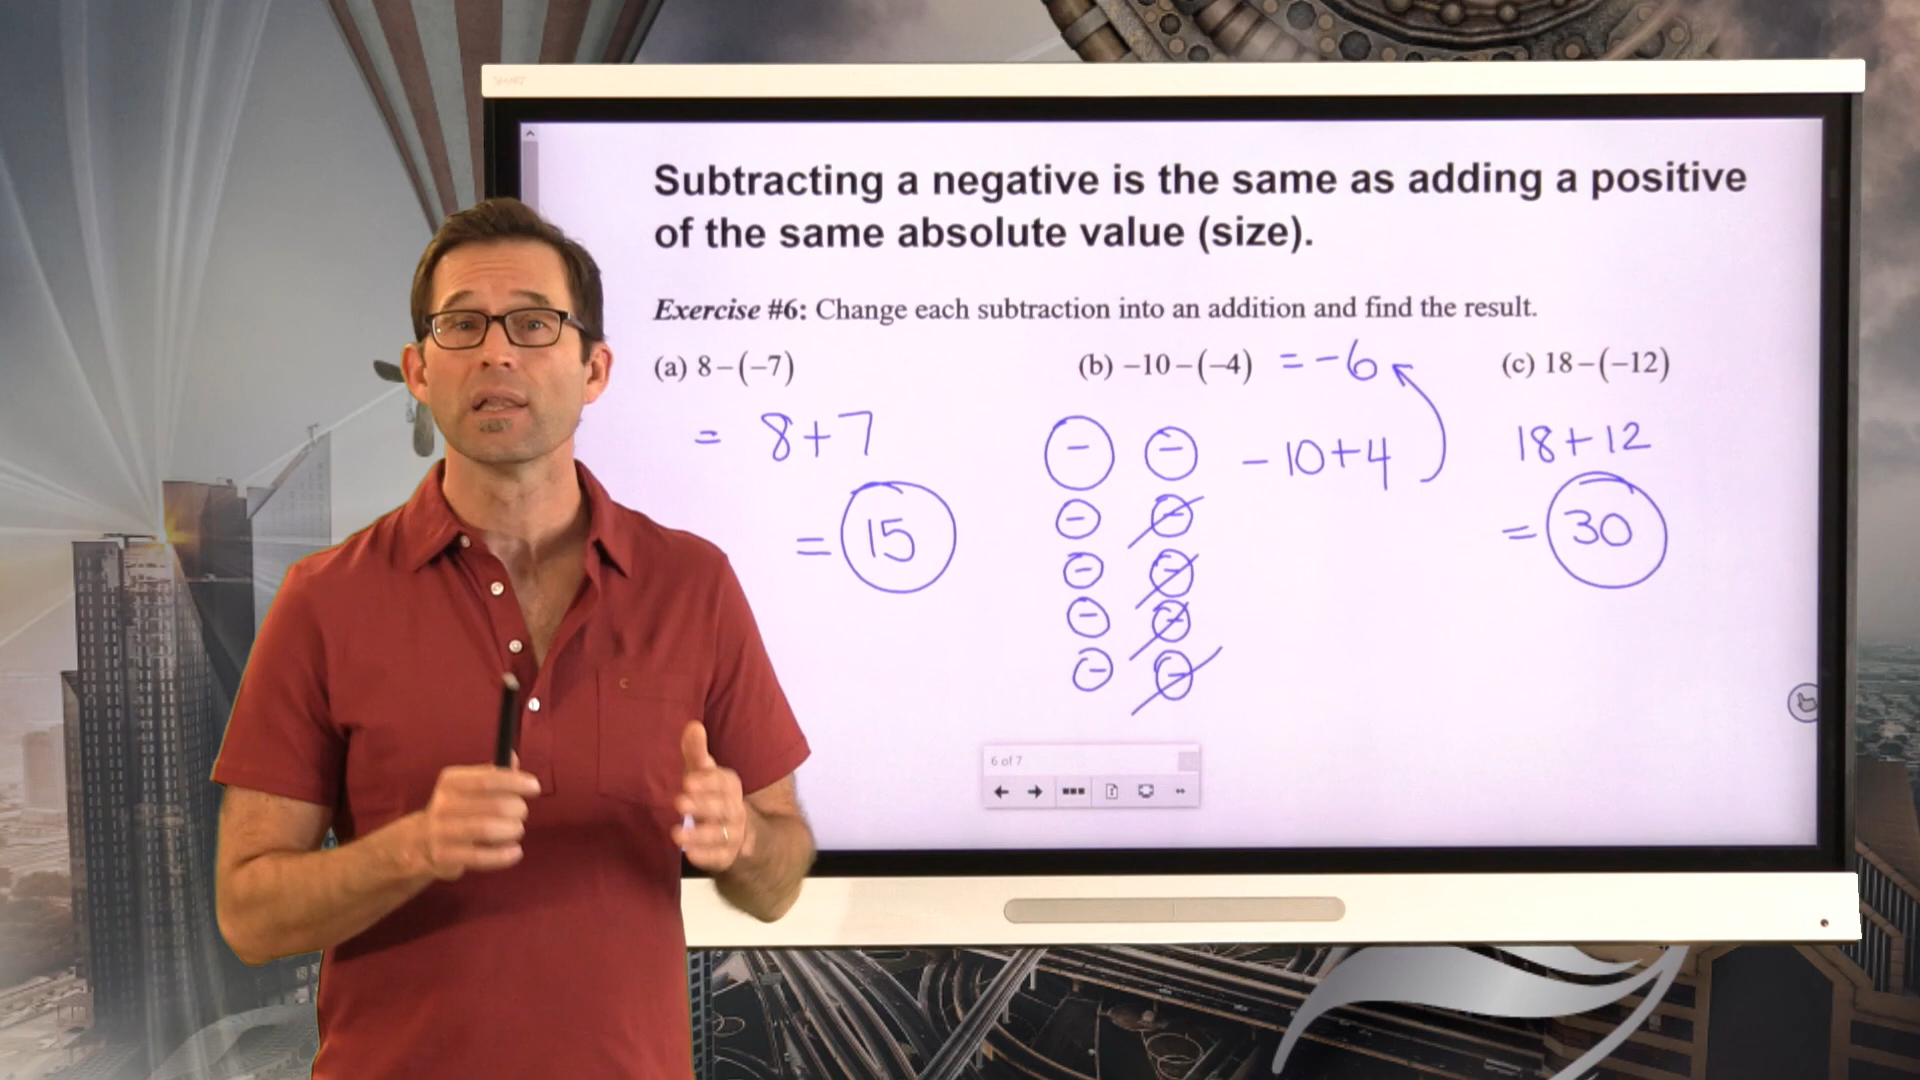 SMART
Subtracting a negative is the same as adding a positive
of the same absolute value (size).
Exercise #6: Change each subtraction into an addition and find the result.
(a) 8−(−7)
= 8+7
= 15
(b) −10−(−4) = −6
−10+4
(c) 18−(−12)
18+12
= 30
6 of 7